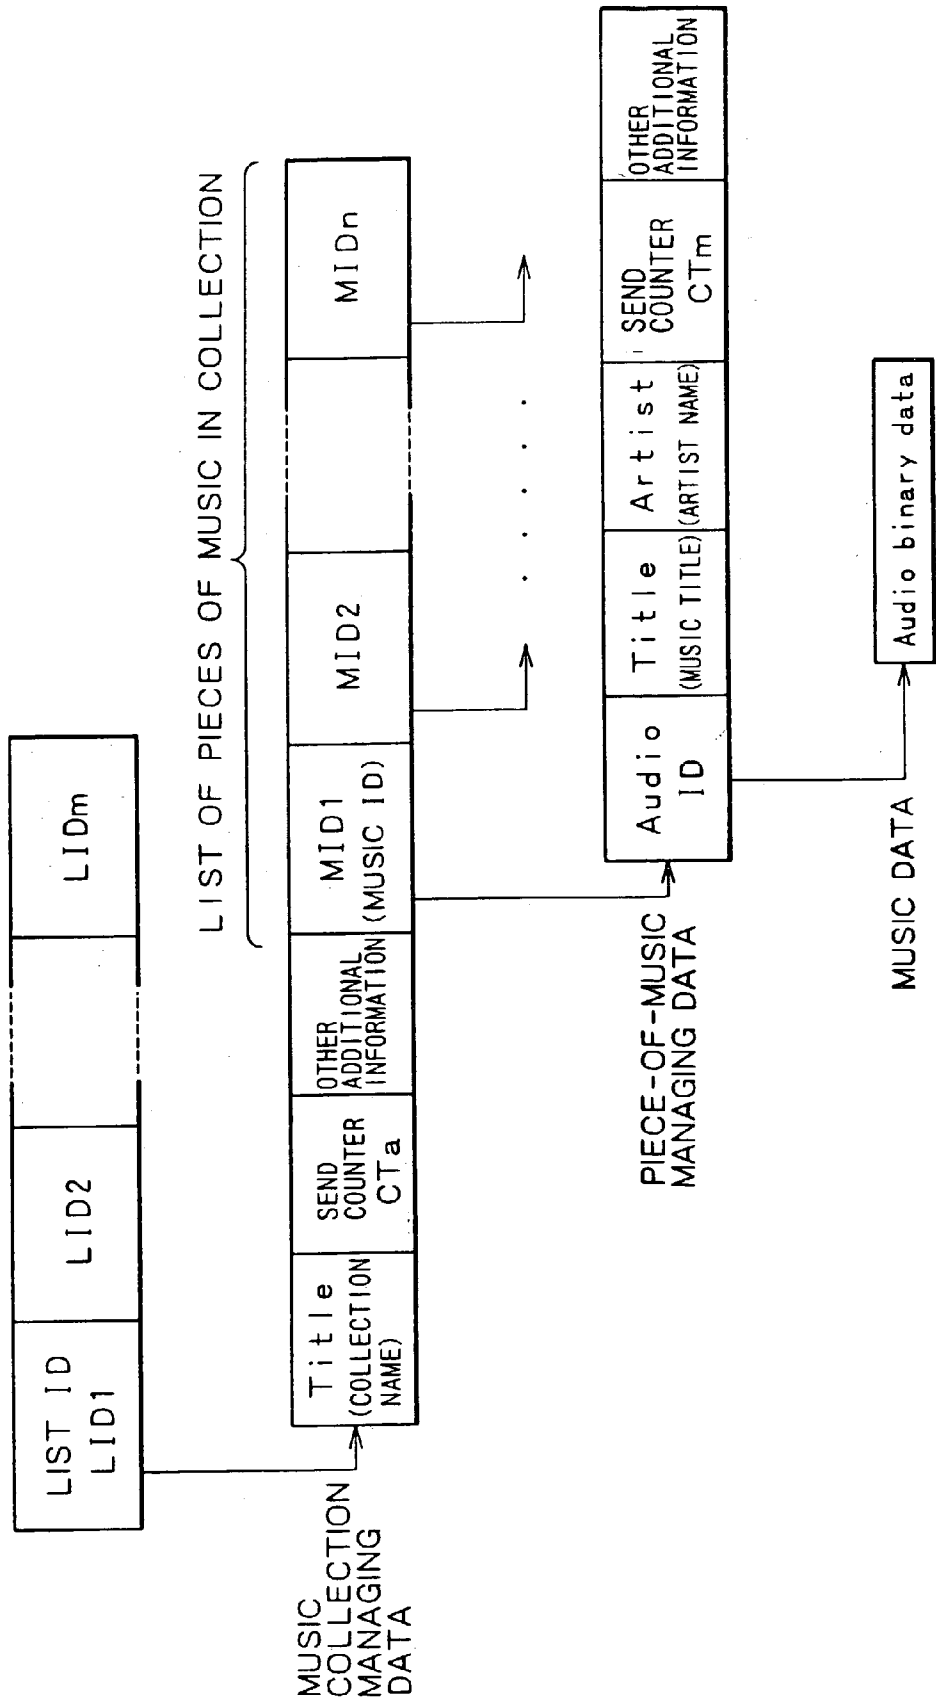 LIST ID
LID1
LID2
LIDm
LIST OF PIECES OF MUSIC IN COLLECTION
MUSIC
COLLECTION
MANAGING
DATA
Title
(COLLECTION
NAME)
SEND
COUNTER
CTa
OTHER
ADDITIONAL
INFORMATION
MID1
(MUSIC ID)
MID2
MIDn
PIECE-OF-MUSIC
MANAGING DATA
Audio
ID
Title
(MUSIC TITLE)
Artist
(ARTIST NAME)
SEND
COUNTER
CTm
OTHER
ADDITIONAL
INFORMATION
MUSIC DATA
Audio binary data